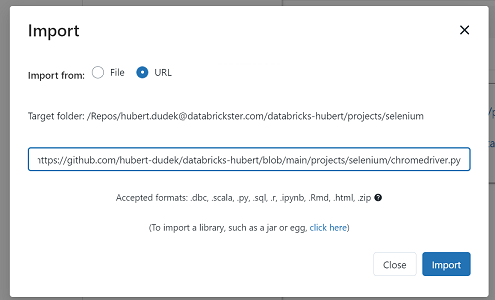 Import
Import from: File URL
Target folder: /Repos/hubert.dudek@databrickster.com/databricks-hubert/projects/selenium
https://github.com/hubert-dudek/databricks-hubert/blob/main/projects/selenium/chromedriver.py
Accepted formats: .dbc, .scala, .py, .sql, .r, .ipynb, .Rmd, .html, .zip
(To import a library, such as a jar or egg, click here)
Close Import